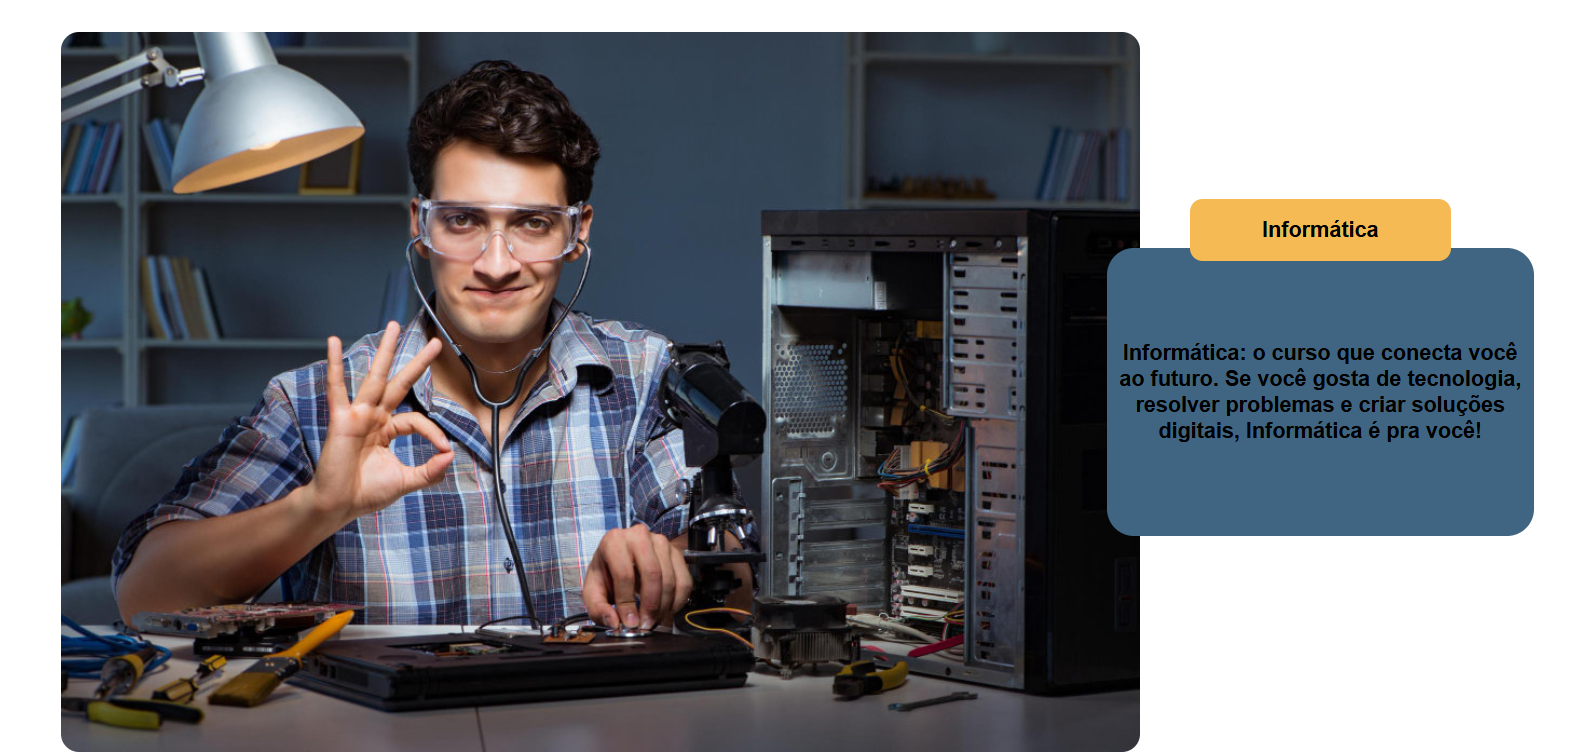 Informática
Informática: o curso que conecta você
ao futuro. Se você gosta de tecnologia,
resolver problemas e criar soluções
digitais, Informática é pra você!